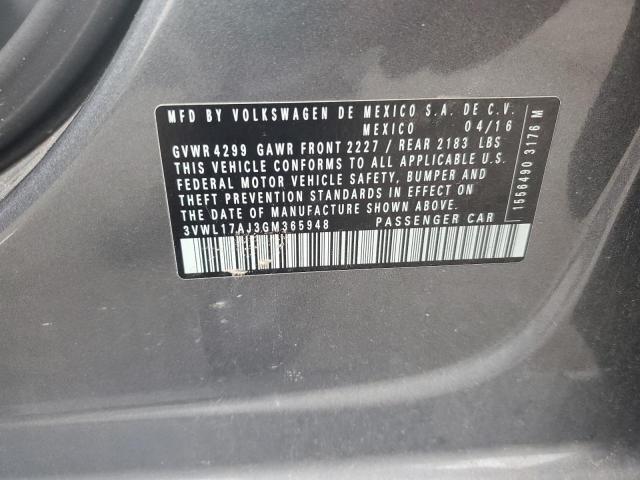 MFD BY VOLKSWAGEN DE MEXICO S.A. DE C.V.
MEXICO 04/16
GVWR 4299 GAWR FRONT 2227 / REAR 2183 LBS
THIS VEHICLE CONFORMS TO ALL APPLICABLE U.S.
FEDERAL MOTOR VEHICLE SAFETY, BUMPER AND
THEFT PREVENTION STANDARDS IN EFFECT ON
THE DATE OF MANUFACTURE SHOWN ABOVE.
3VWL17AJ3GM365948 PASSENGER CAR
1556490 3176 M